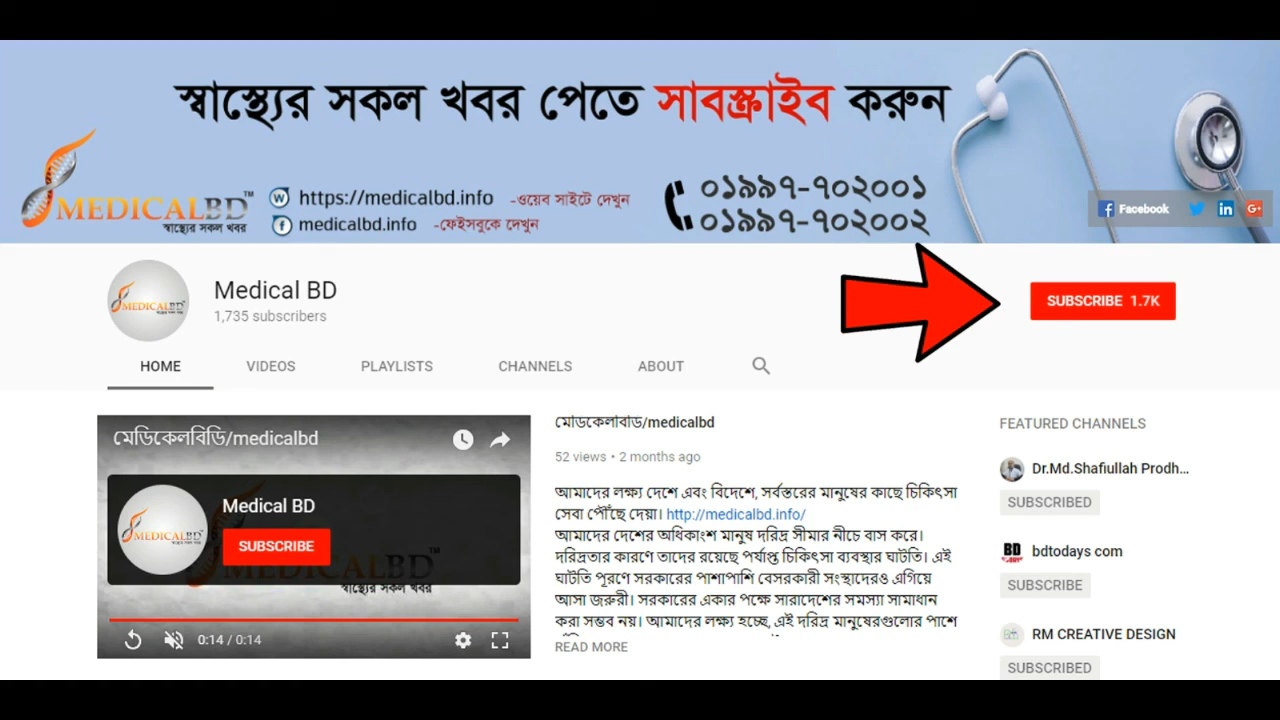 স্বাস্থ্যের সকল খবর পেতে সাবস্ক্রাইব করুন
MEDICALBD™
স্বাস্থ্যের সকল খবর
https://medicalbd.info -ওয়েব সাইটে দেখুন
medicalbd.info -ফেইসবুকে দেখুন
০১৯৯৭-৭০২০০১
০১৯৯৭-৭০২০০২
Facebook
Medical BD
1,735 subscribers
SUBSCRIBE 1.7K
HOME VIDEOS PLAYLISTS CHANNELS ABOUT
মেডিকেলবিডি/medicalbd
Medical BD
SUBSCRIBE
স্বাস্থ্যের সকল খবর
0:14 / 0:14
মেডিকেলবিডি/medicalbd
52 views • 2 months ago
আমাদের লক্ষ্য দেশে এবং বিদেশে, সর্বস্তরের মানুষের কাছে চিকিৎসা
সেবা পৌঁছে দেয়া। http://medicalbd.info/
আমাদের দেশের অধিকাংশ মানুষ দরিদ্র সীমার নীচে বাস করে।
দরিদ্রতার কারণে তাদের রয়েছে পর্যাপ্ত চিকিৎসা ব্যবস্থার ঘাটতি। এই
ঘাটতি পূরণে সরকারের পাশাপাশি বেসরকারী সংস্থাদেরও এগিয়ে
আসা জরুরী। সরকারের একার পক্ষে সারাদেশের সমস্যা সামাধান
করা সম্ভব নয়। আমাদের লক্ষ্য হচ্ছে, এই দরিদ্র মানুষেরগুলোর পাশে
READ MORE
FEATURED CHANNELS
Dr.Md.Shafiullah Prodh...
SUBSCRIBED
bdtodays com
SUBSCRIBE
RM CREATIVE DESIGN
SUBSCRIBED